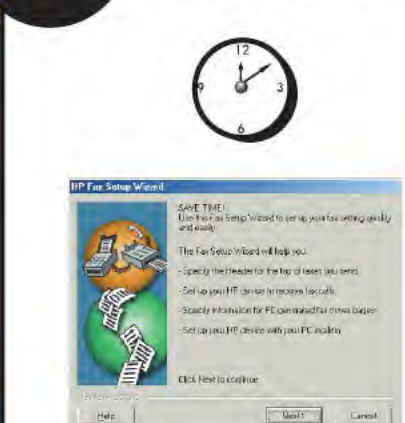 12
9
3
6
HP Fax Setup Wizard
SAVE TIME!
Use this Fax Setup Wizard to set up your fax setting quickly
and easily.
The Fax Setup Wizard will help you:
- Specify the Header for the top of faxes you send.
- Set up your HP device to receive fax calls.
- Specify information for PC generated fax cover pages.
- Set up your HP device with your PC modem.
Click Next to continue.
Help
Next >
Cancel